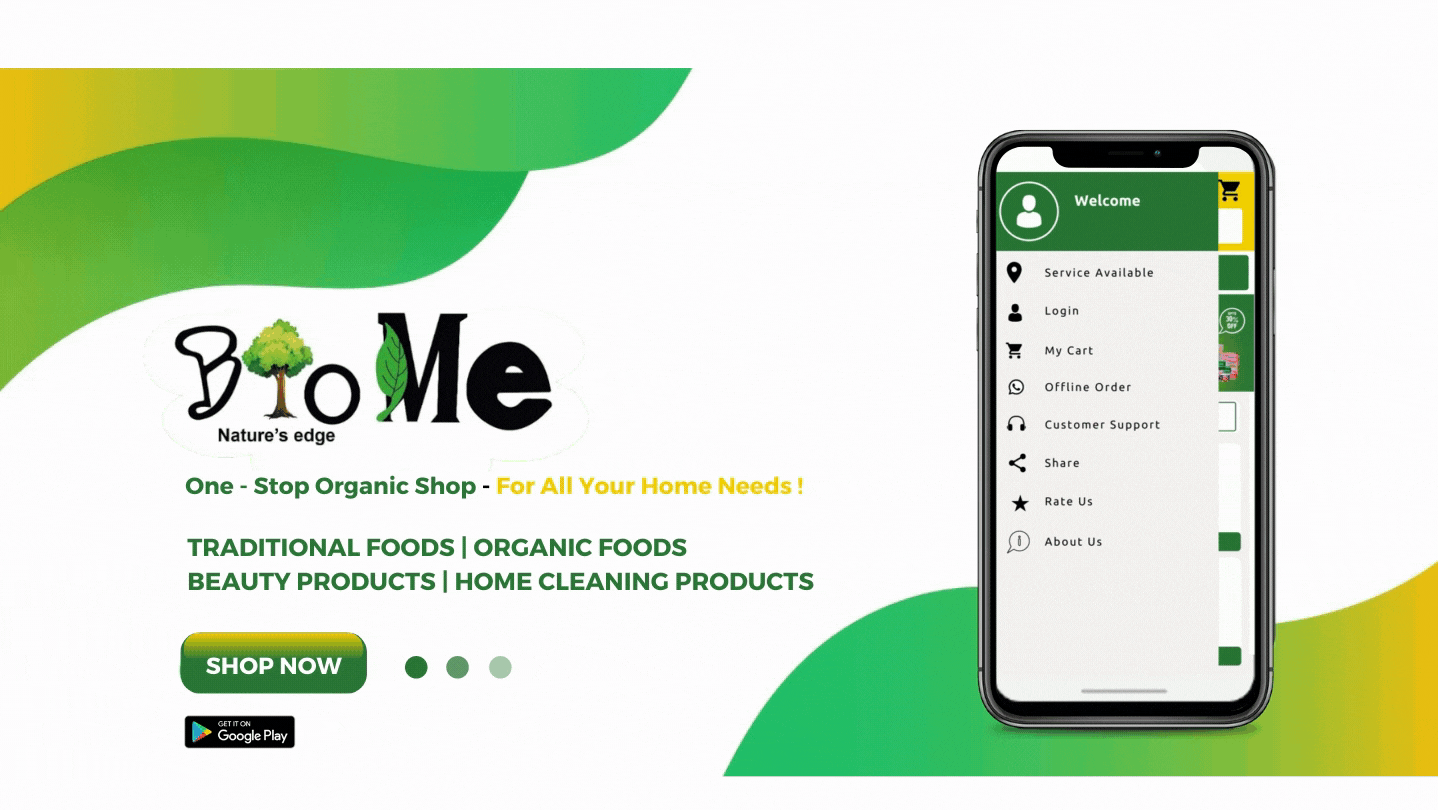 BioMe
Nature's edge
One - Stop Organic Shop - For All Your Home Needs !
TRADITIONAL FOODS | ORGANIC FOODS
BEAUTY PRODUCTS | HOME CLEANING PRODUCTS
SHOP NOW
GET IT ON
Google Play
Welcome
Service Available
Login
My Cart
Offline Order
Customer Support
Share
Rate Us
About Us
30%
OFF